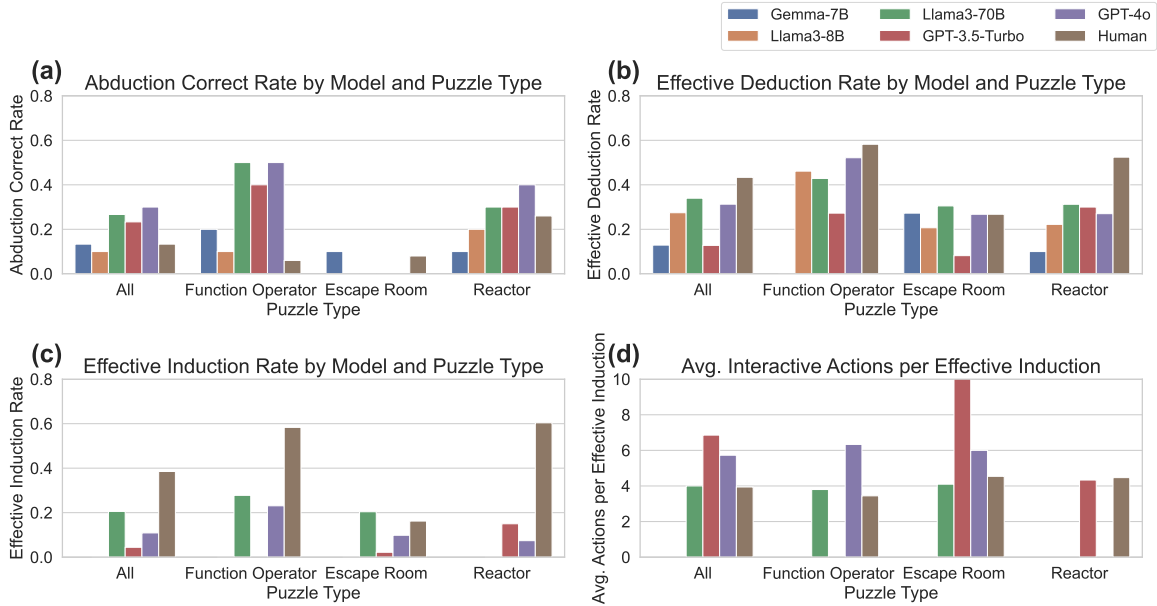 Gemma-7B
Llama3-8B
Llama3-70B
GPT-3.5-Turbo
GPT-4o
Human
(a)
Abduction Correct Rate by Model and Puzzle Type
Abduction Correct Rate
0.8
0.6
0.4
0.2
0.0
All
Function Operator
Escape Room
Reactor
Puzzle Type
(b)
Effective Deduction Rate by Model and Puzzle Type
Effective Deduction Rate
0.8
0.6
0.4
0.2
0.0
All
Function Operator
Escape Room
Reactor
Puzzle Type
(c)
Effective Induction Rate by Model and Puzzle Type
Effective Induction Rate
0.8
0.6
0.4
0.2
0.0
All
Function Operator
Escape Room
Reactor
Puzzle Type
(d)
Avg. Interactive Actions per Effective Induction
Avg. Actions per Effective Induction
10
8
6
4
2
0
All
Function Operator
Escape Room
Reactor
Puzzle Type